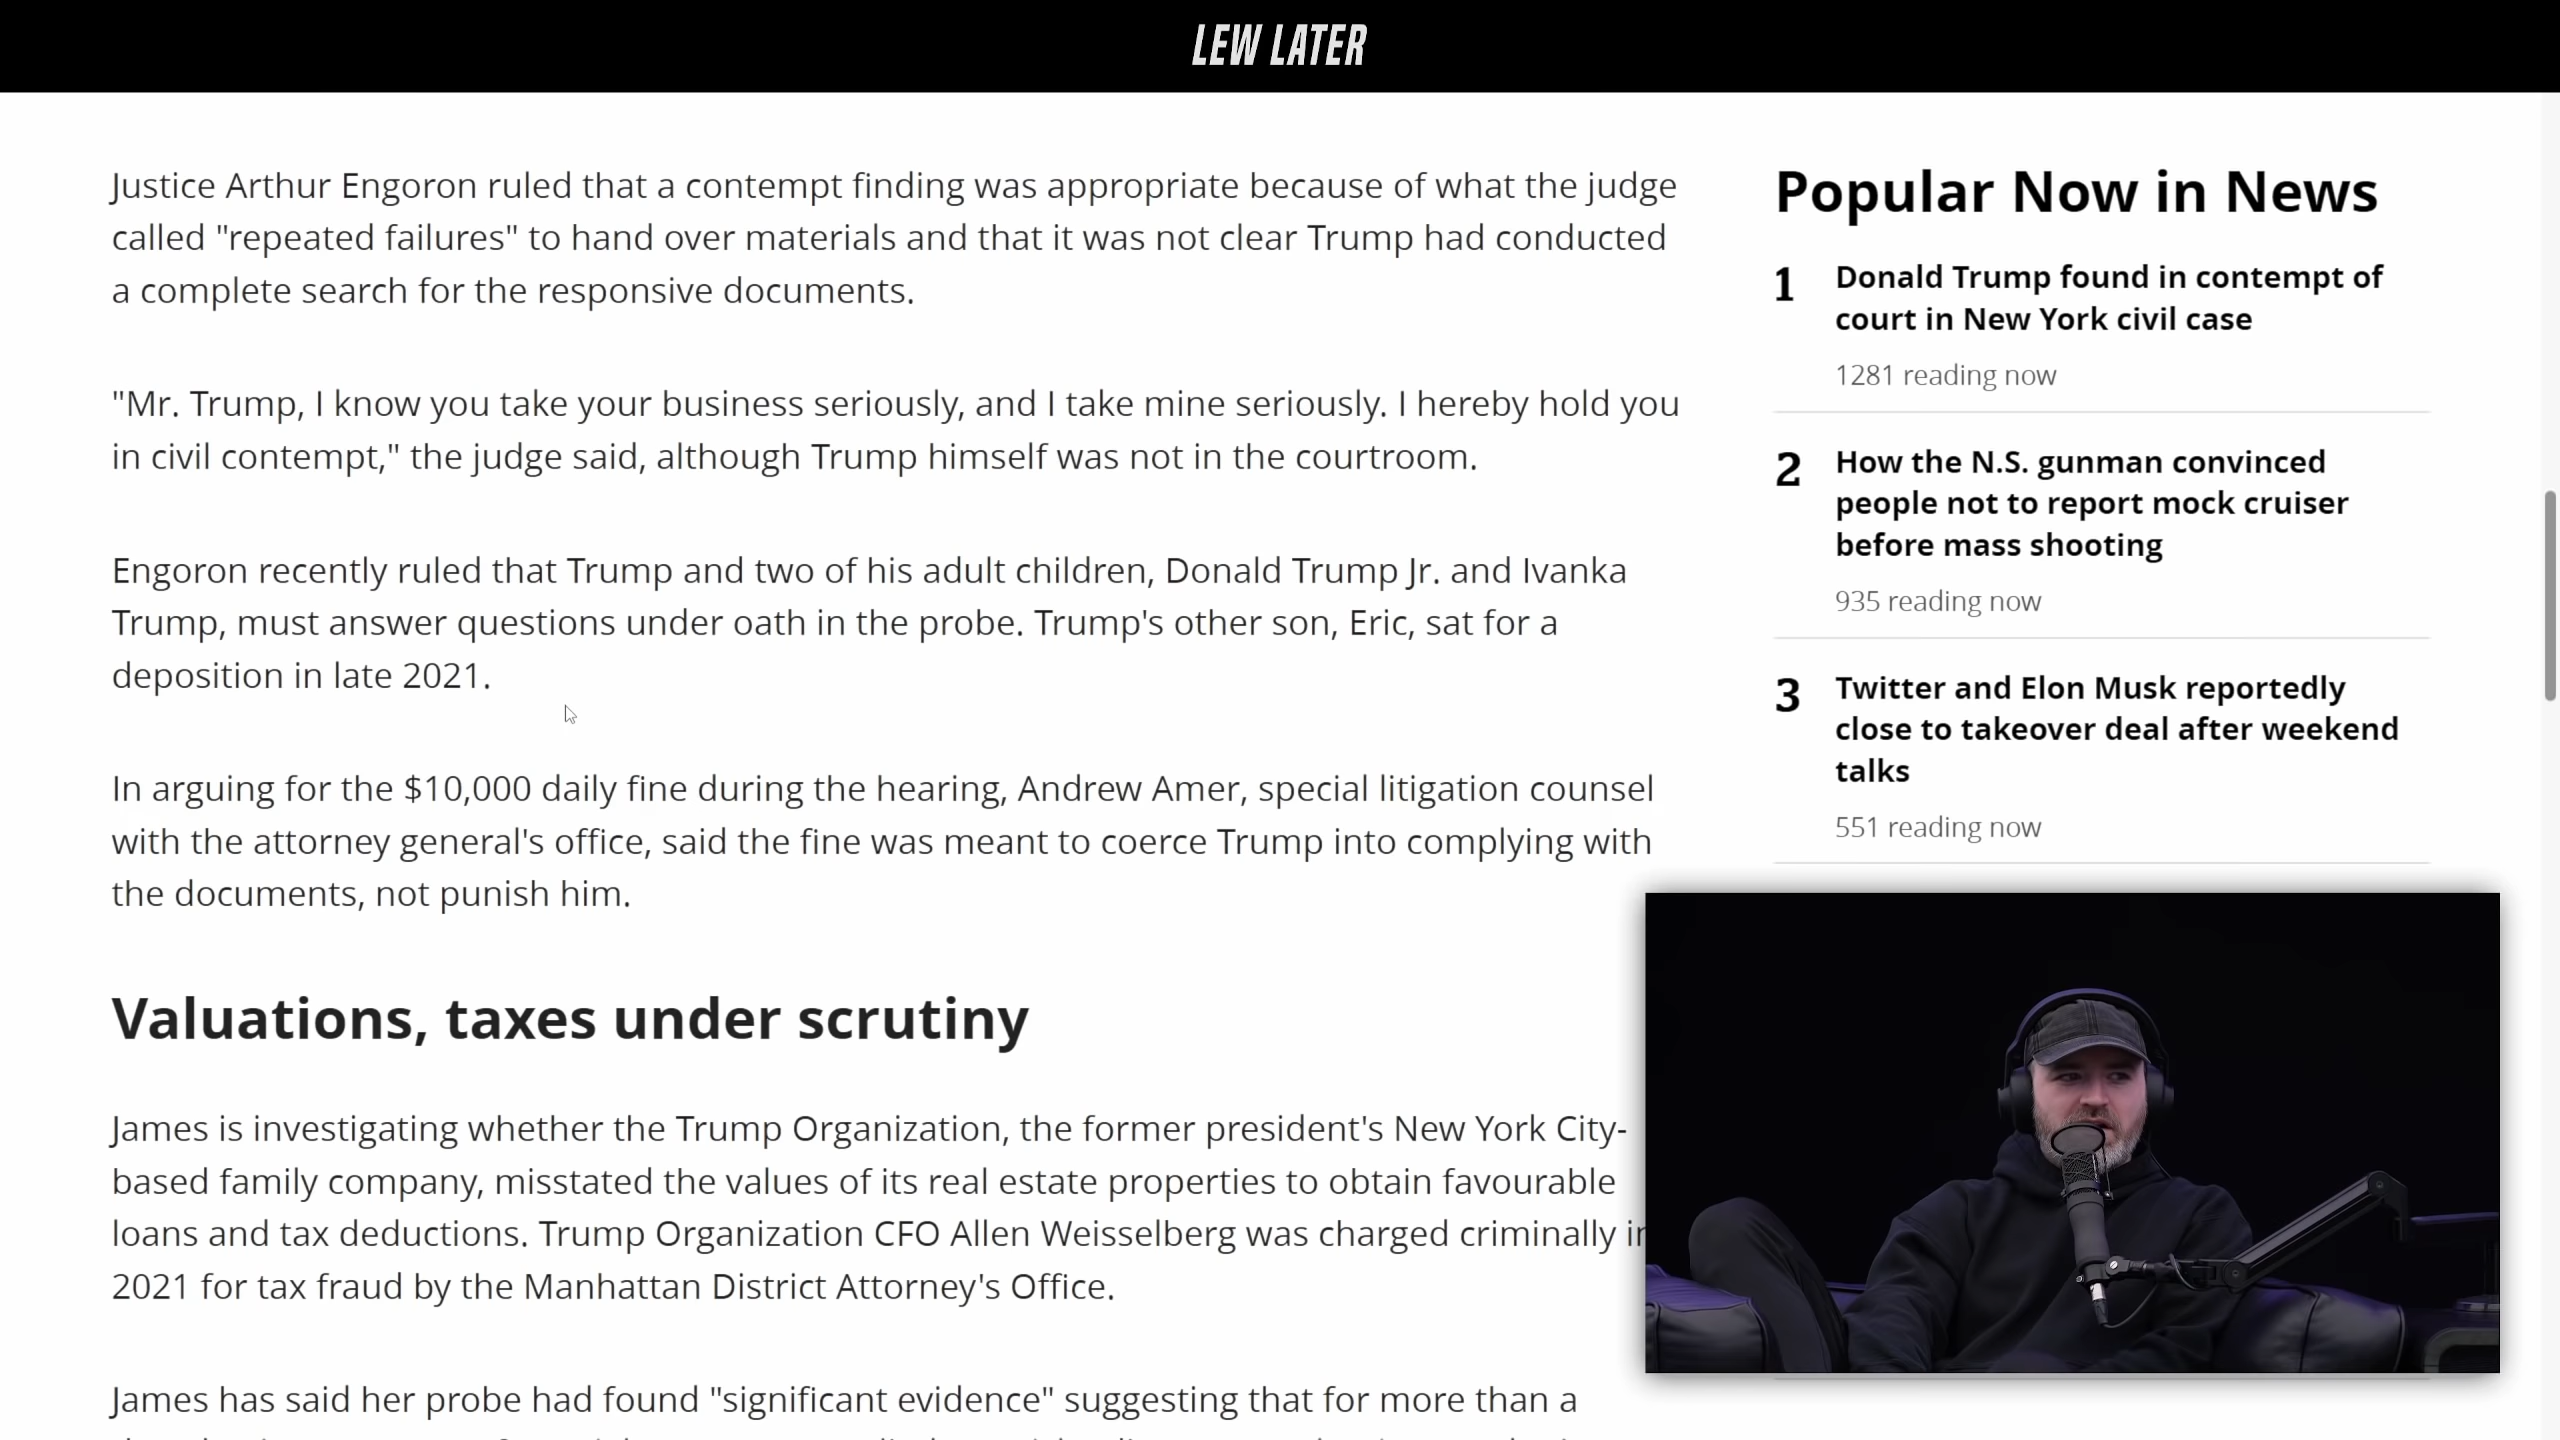 LEW LATER
Justice Arthur Engoron ruled that a contempt finding was appropriate because of what the judge
called "repeated failures" to hand over materials and that it was not clear Trump had conducted
a complete search for the responsive documents.
"Mr. Trump, I know you take your business seriously, and I take mine seriously. I hereby hold you
in civil contempt," the judge said, although Trump himself was not in the courtroom.
Engoron recently ruled that Trump and two of his adult children, Donald Trump Jr. and Ivanka
Trump, must answer questions under oath in the probe. Trump's other son, Eric, sat for a
deposition in late 2021.
In arguing for the $10,000 daily fine during the hearing, Andrew Amer, special litigation counsel
with the attorney general's office, said the fine was meant to coerce Trump into complying with
the documents, not punish him.
Valuations, taxes under scrutiny
James is investigating whether the Trump Organization, the former president's New York City-
based family company, misstated the values of its real estate properties to obtain favourable
loans and tax deductions. Trump Organization CFO Allen Weisselberg was charged criminally in
2021 for tax fraud by the Manhattan District Attorney's Office.
James has said her probe had found "significant evidence" suggesting that for more than a
Popular Now in News
1 Donald Trump found in contempt of
court in New York civil case
1281 reading now
2 How the N.S. gunman convinced
people not to report mock cruiser
before mass shooting
935 reading now
3 Twitter and Elon Musk reportedly
close to takeover deal after weekend
talks
551 reading now